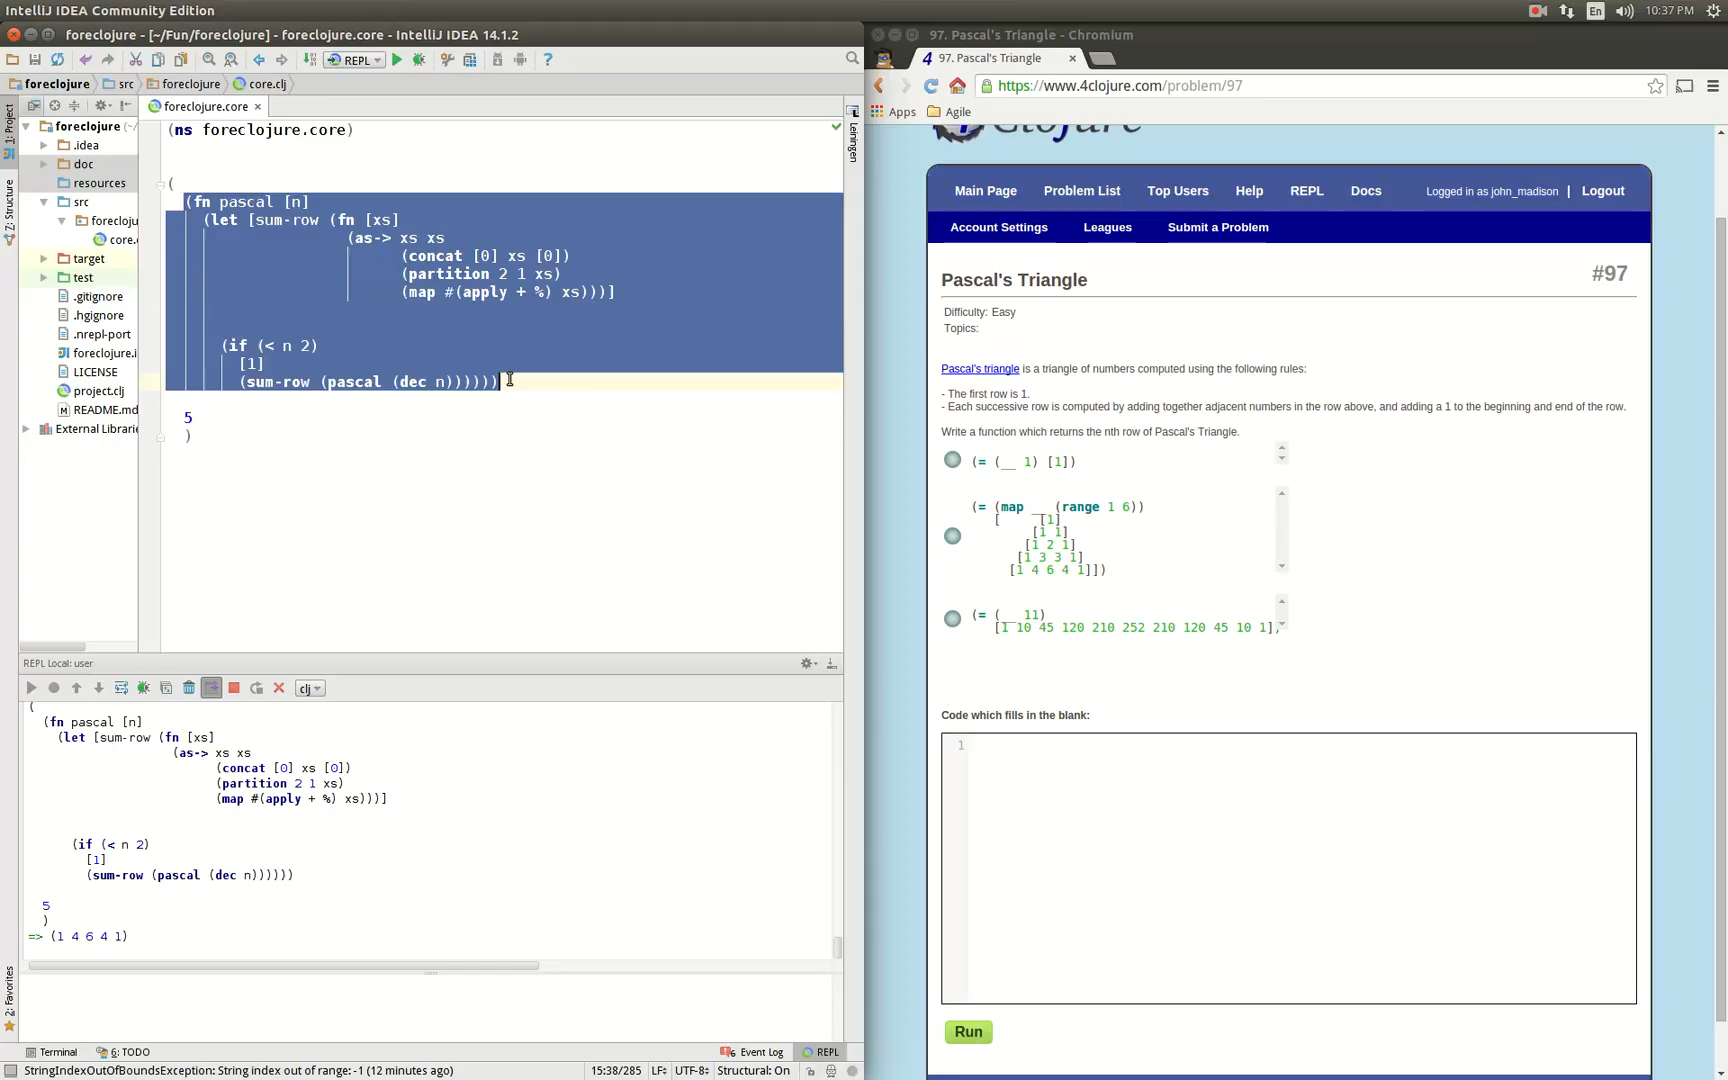 IntelliJ IDEA Community Edition
En
10:37 PM
foreclojure - [~/Fun/foreclojure] - foreclojure.core - IntelliJ IDEA 14.1.2
REPL
foreclojure
src
foreclojure
core.clj
foreclojure.core
1: Project
7: Structure
2: Favorites
Leiningen
foreclojure (~/
.idea
doc
resources
src
forecloju
core.c
target
test
.gitignore
.hgignore
.nrepl-port
foreclojure.i
LICENSE
project.clj
README.md
External Librarie
(ns foreclojure.core)
(
(fn pascal [n]
(let [sum-row (fn [xs]
(as-> xs xs
(concat [0] xs [0])
(partition 2 1 xs)
(map #(apply + %) xs)))]
(if (< n 2)
[1]
(sum-row (pascal (dec n))))))
5
)
REPL Local: user
clj
(
(fn pascal [n]
(let [sum-row (fn [xs]
(as-> xs xs
(concat [0] xs [0])
(partition 2 1 xs)
(map #(apply + %) xs)))]
(if (< n 2)
[1]
(sum-row (pascal (dec n))))))
5
)
=> (1 4 6 4 1)
Terminal
6: TODO
Event Log
REPL
StringIndexOutOfBoundsException: String index out of range: -1 (12 minutes ago)
15:38/285
LF
UTF-8
Structural: On
97. Pascal's Triangle - Chromium
97. Pascal's Triangle
https://www.4clojure.com/problem/97
Apps
Agile
Clojure
Main Page
Problem List
Top Users
Help
REPL
Docs
Logged in as john_madison
|
Logout
Account Settings
Leagues
Submit a Problem
Pascal's Triangle
#97
Difficulty: Easy
Topics:
Pascal's triangle is a triangle of numbers computed using the following rules:
- The first row is 1.
- Each successive row is computed by adding together adjacent numbers in the row above, and adding a 1 to the beginning and end of the row.
Write a function which returns the nth row of Pascal's Triangle.
(= (__ 1) [1])
(= (map __ (range 1 6))
[ [1]
[1 1]
[1 2 1]
[1 3 3 1]
[1 4 6 4 1]])
(= (__ 11)
[1 10 45 120 210 252 210 120 45 10 1]
Code which fills in the blank:
1
Run